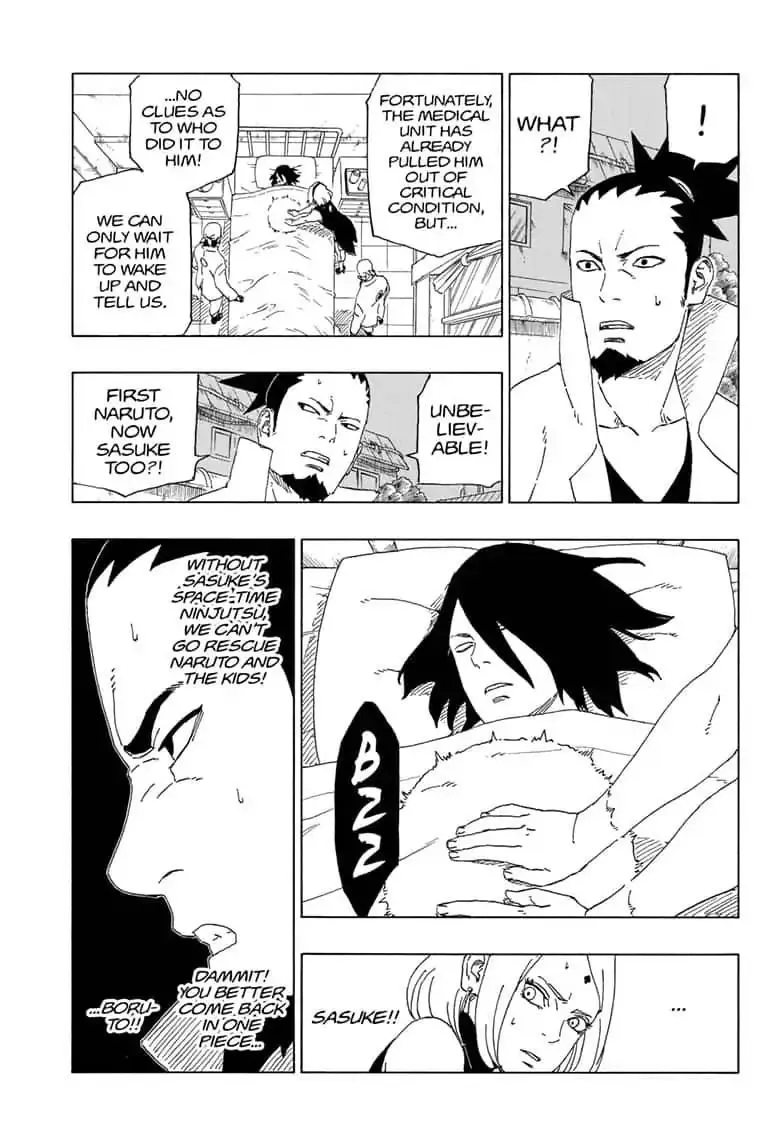 !
WHAT
?!
FORTUNATELY,
THE MEDICAL
UNIT HAS
ALREADY
PULLED HIM
OUT OF
CRITICAL
CONDITION,
BUT...
...NO
CLUES AS
TO WHO
DID IT TO
HIM!
WE CAN
ONLY WAIT
FOR HIM
TO WAKE
UP AND
TELL US.
UNBE-
LIEV-
ABLE!
FIRST
NARUTO,
NOW
SASUKE
TOO?!
BZZ
...
SASUKE!!
WITHOUT
SASUKE'S
SPACE-TIME
NINJUTSU,
WE CAN'T
GO RESCUE
NARUTO AND
THE KIDS!
DAMMIT!
YOU BETTER
COME BACK
IN ONE
PIECE...
...BORU-
TO!!